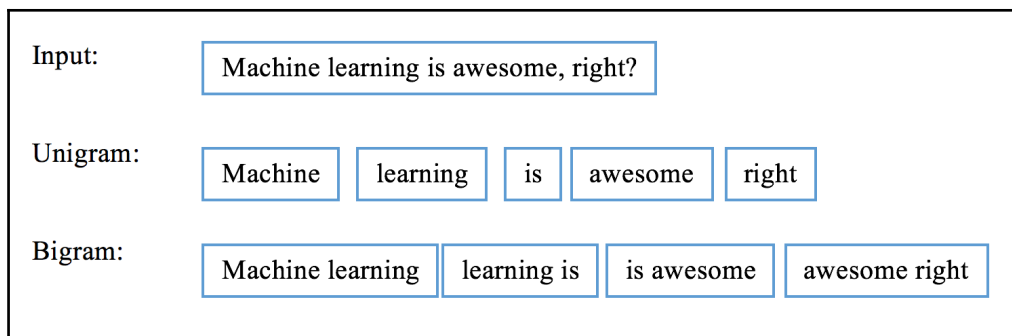 Input: Machine learning is awesome, right?
Unigram: Machine learning is awesome right
Bigram: Machine learning learning is is awesome awesome right